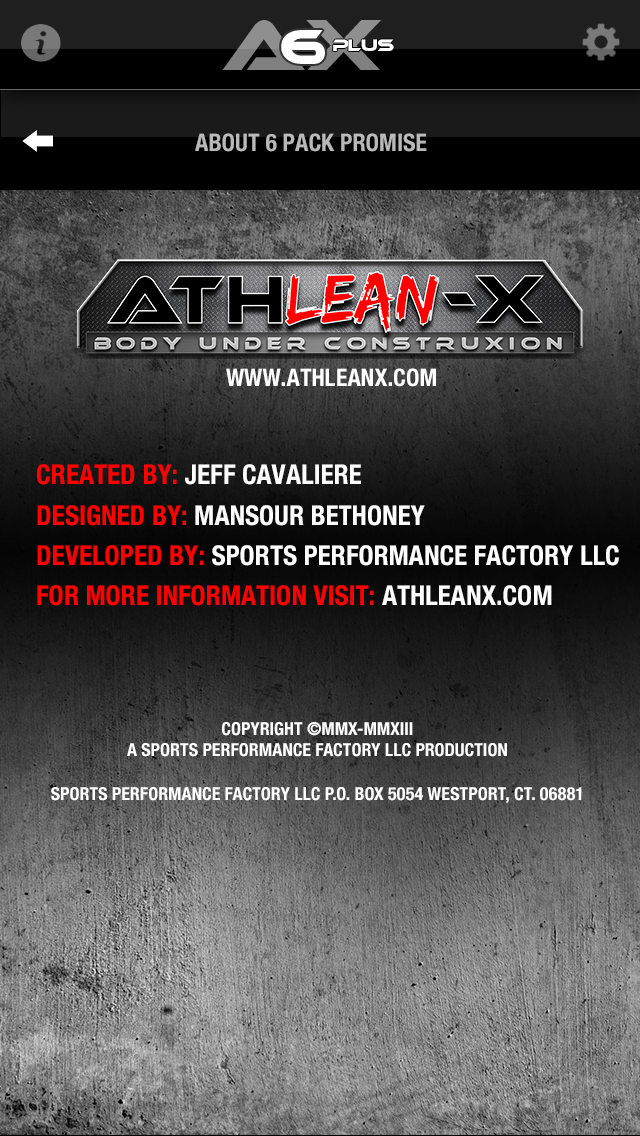 i
A6X PLUS
ABOUT 6 PACK PROMISE
ATHLEAN-X
BODY UNDER CONSTRUXION
WWW.ATHLEANX.COM
CREATED BY: JEFF CAVALIERE
DESIGNED BY: MANSOUR BETHONEY
DEVELOPED BY: SPORTS PERFORMANCE FACTORY LLC
FOR MORE INFORMATION VISIT: ATHLEANX.COM
COPYRIGHT ©MMX-MMXIII
A SPORTS PERFORMANCE FACTORY LLC PRODUCTION
SPORTS PERFORMANCE FACTORY LLC P.O. BOX 5054 WESTPORT, CT. 06881